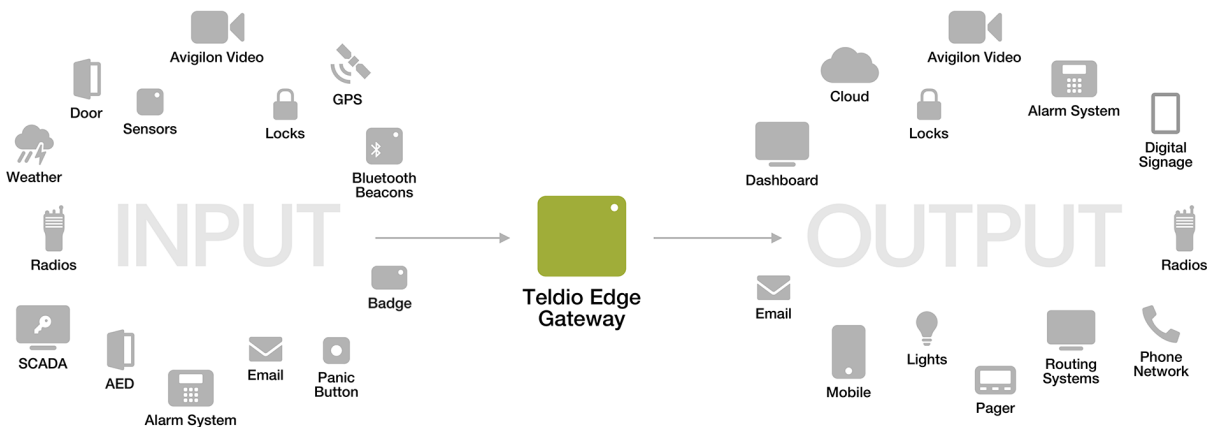 Avigilon Video
GPS
Door
Sensors
Locks
Weather
Bluetooth
Beacons
INPUT
Radios
Badge
SCADA
AED
Email
Panic
Button
Alarm System
Teldio Edge
Gateway
Avigilon Video
Cloud
Alarm System
Locks
Digital
Signage
Dashboard
OUTPUT
Radios
Email
Lights
Routing
Systems
Phone
Network
Mobile
Pager